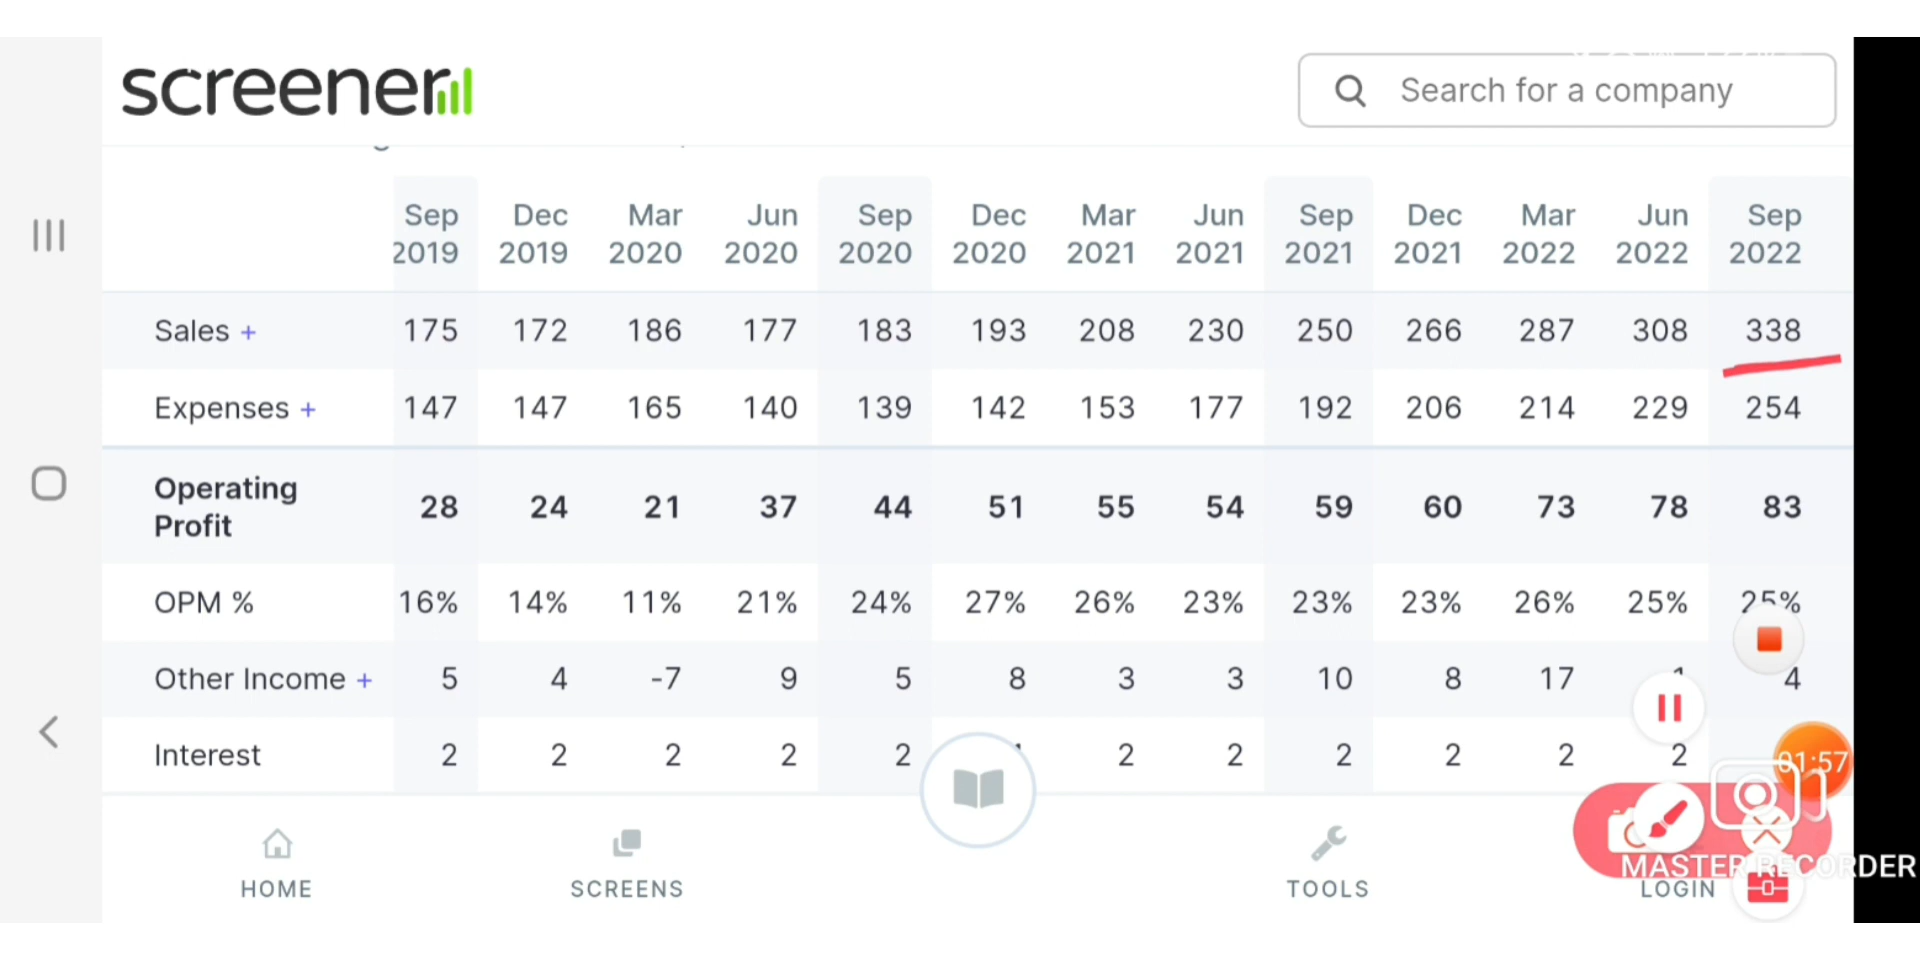 screener
Search for a company
Sep 2019 Dec 2019 Mar 2020 Jun 2020 Sep 2020 Dec 2020 Mar 2021 Jun 2021 Sep 2021 Dec 2021 Mar 2022 Jun 2022 Sep 2022
Sales + 175 172 186 177 183 193 208 230 250 266 287 308 338
Expenses + 147 147 165 140 139 142 153 177 192 206 214 229 254
Operating Profit 28 24 21 37 44 51 55 54 59 60 73 78 83
OPM % 16% 14% 11% 21% 24% 27% 26% 23% 23% 23% 26% 25% 25%
Other Income + 5 4 -7 9 5 8 3 3 10 8 17 4
Interest 2 2 2 2 2 2 2 2 2 2 2
01:57
HOME SCREENS TOOLS LOGIN
MASTER RECORDER